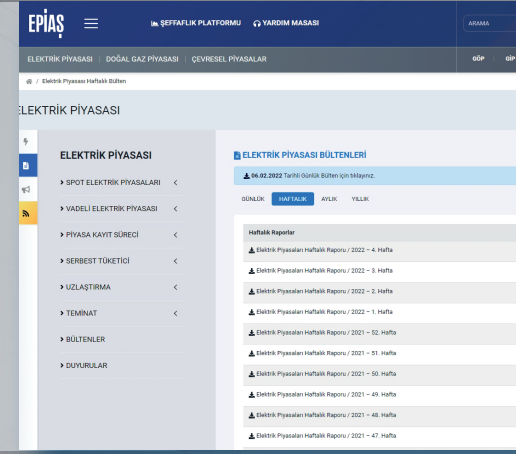 EPİAŞ
ŞEFFAFLIK PLATFORMU YARDIM MASASI
ARAMA
ELEKTRİK PİYASASI DOĞAL GAZ PİYASASI ÇEVRESEL PİYASALAR
GÖP GİP
/ Elektrik Piyasası Haftalık Bülten
ELEKTRİK PİYASASI
ELEKTRİK PİYASASI
SPOT ELEKTRİK PİYASALARI
VADELİ ELEKTRİK PİYASASI
PİYASA KAYIT SÜRECİ
SERBEST TÜKETİCİ
UZLAŞTIRMA
TEMİNAT
BÜLTENLER
DUYURULAR
ELEKTRİK PİYASASI BÜLTENLERİ
06.02.2022 Tarihli Günlük Bülten için tıklayınız.
GÜNLÜK HAFTALIK AYLIK YILLIK
Haftalık Raporlar
Elektrik Piyasaları Haftalık Raporu / 2022 – 4. Hafta
Elektrik Piyasaları Haftalık Raporu / 2022 – 3. Hafta
Elektrik Piyasaları Haftalık Raporu / 2022 – 2. Hafta
Elektrik Piyasaları Haftalık Raporu / 2022 – 1. Hafta
Elektrik Piyasaları Haftalık Raporu / 2021 – 52. Hafta
Elektrik Piyasaları Haftalık Raporu / 2021 – 51. Hafta
Elektrik Piyasaları Haftalık Raporu / 2021 – 50. Hafta
Elektrik Piyasaları Haftalık Raporu / 2021 – 49. Hafta
Elektrik Piyasaları Haftalık Raporu / 2021 – 48. Hafta
Elektrik Piyasaları Haftalık Raporu / 2021 – 47. Hafta